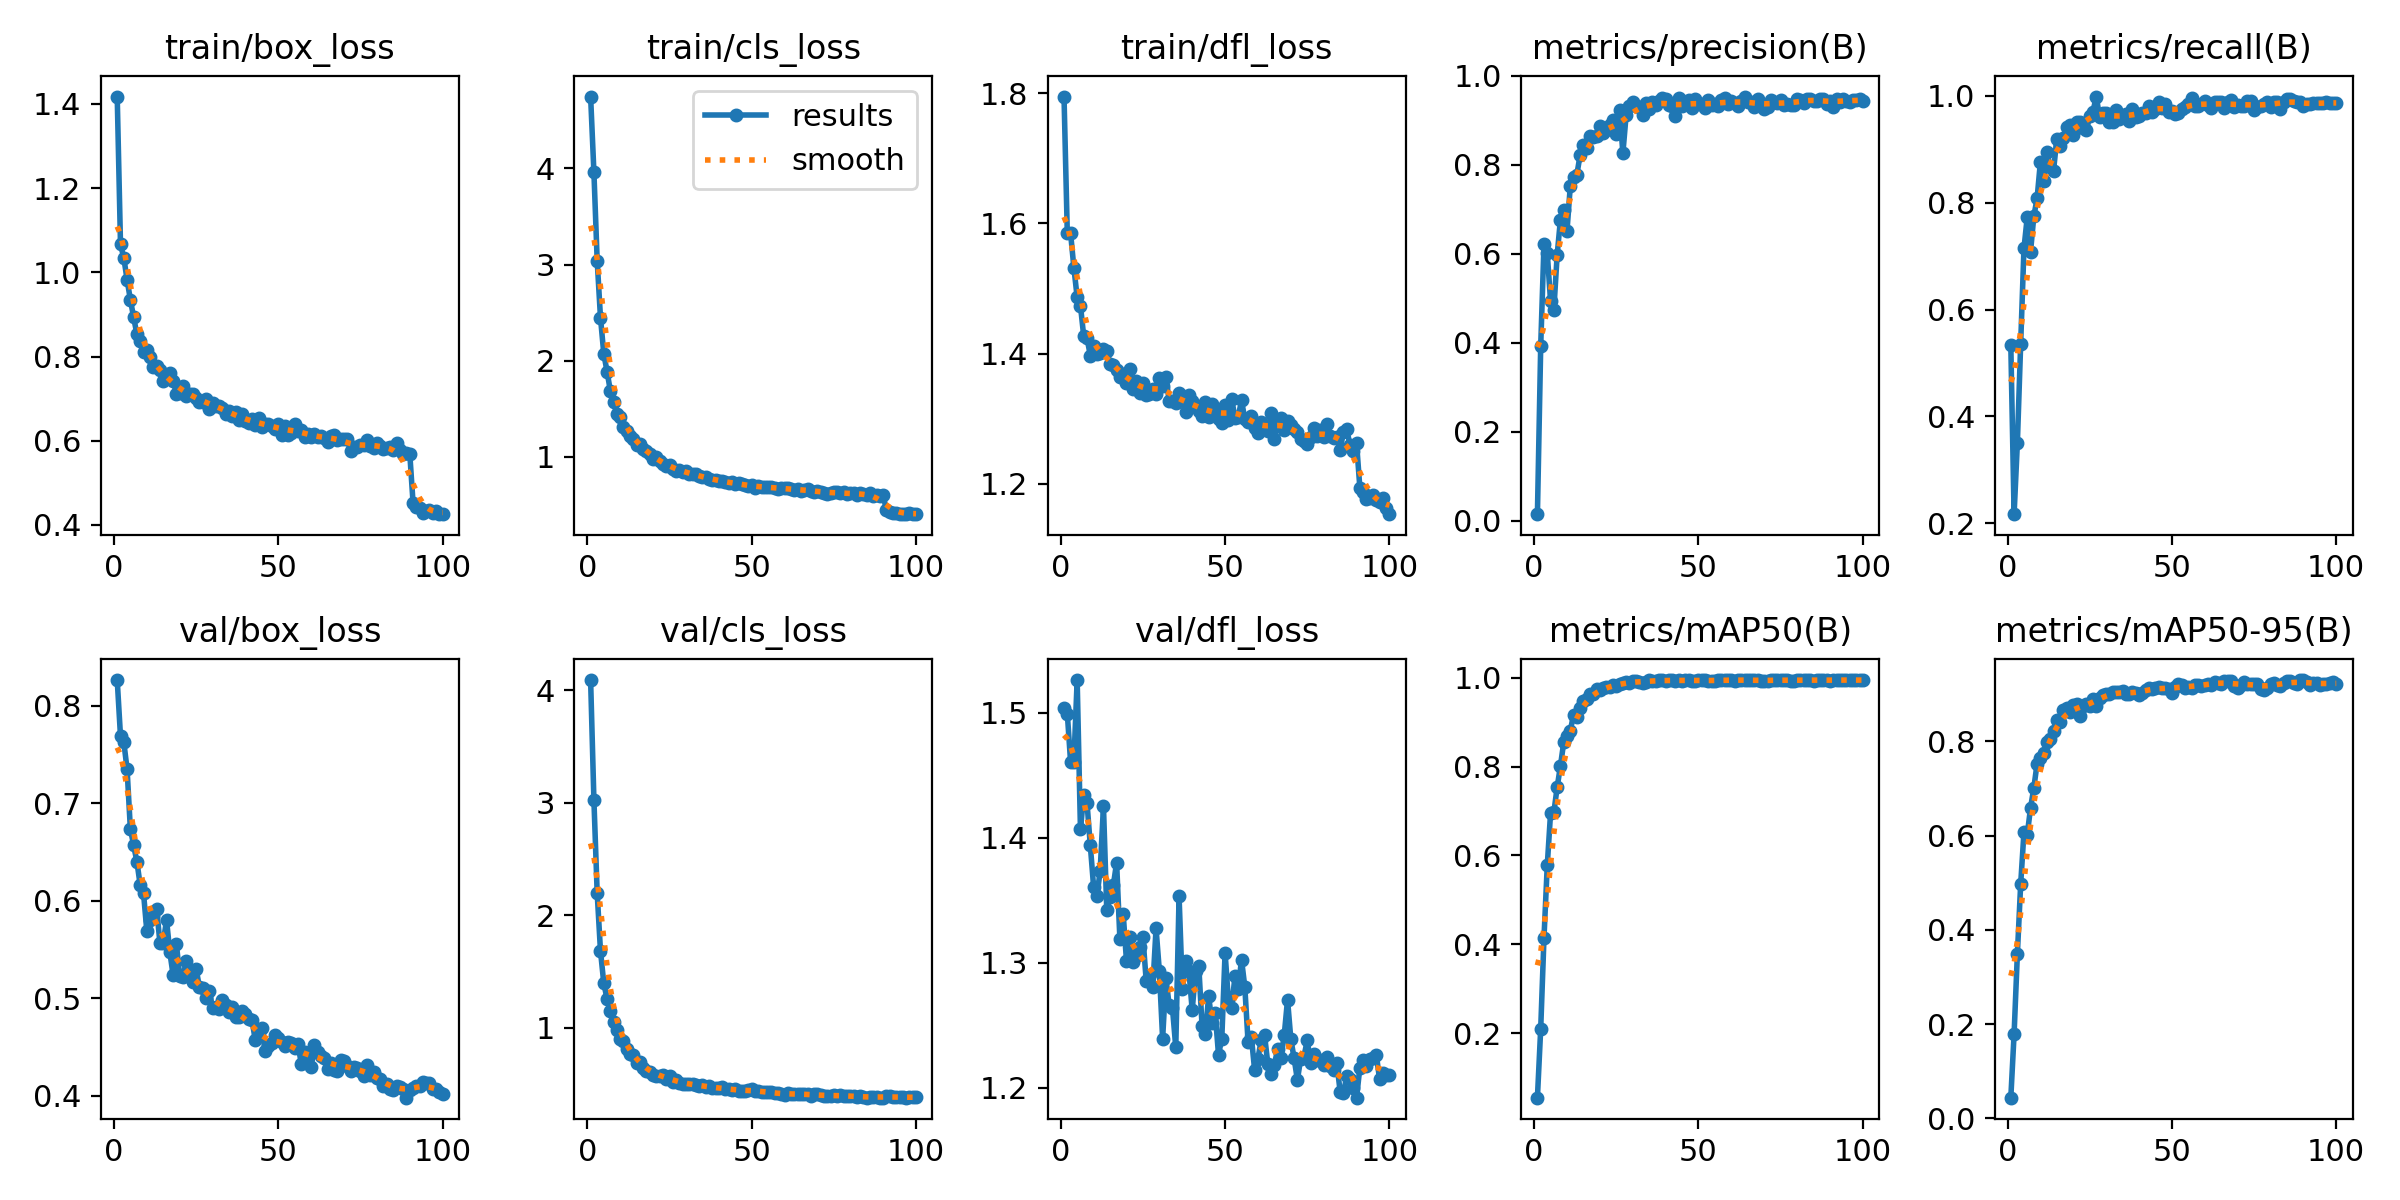 train/box_loss
1.4
1.2
1.0
0.8
0.6
0.4
0 50 100
train/cls_loss
results
smooth
4
3
2
1
0 50 100
train/dfl_loss
1.8
1.6
1.4
1.2
0 50 100
metrics/precision(B)
1.0
0.8
0.6
0.4
0.2
0.0
0 50 100
metrics/recall(B)
1.0
0.8
0.6
0.4
0.2
0 50 100
val/box_loss
0.8
0.7
0.6
0.5
0.4
0 50 100
val/cls_loss
4
3
2
1
0 50 100
val/dfl_loss
1.5
1.4
1.3
1.2
0 50 100
metrics/mAP50(B)
1.0
0.8
0.6
0.4
0.2
0 50 100
metrics/mAP50-95(B)
0.8
0.6
0.4
0.2
0.0
0 50 100